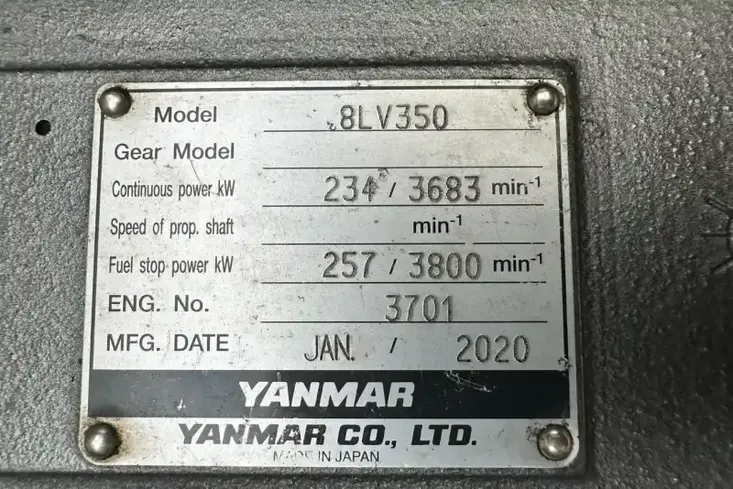 Model 8LV350
Gear Model
Continuous power kW 234 / 3683 min-1
Speed of prop. shaft min-1
Fuel stop power kW 257 / 3800 min-1
ENG. No. 3701
MFG. DATE JAN. / 2020
YANMAR
YANMAR CO., LTD.
MADE IN JAPAN